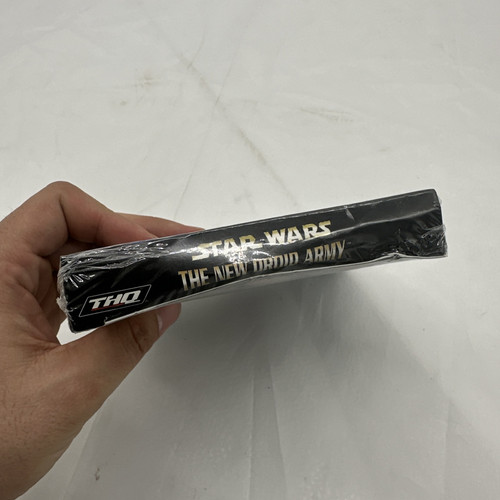 STAR WARS
THE NEW DROID ARMY
THQ